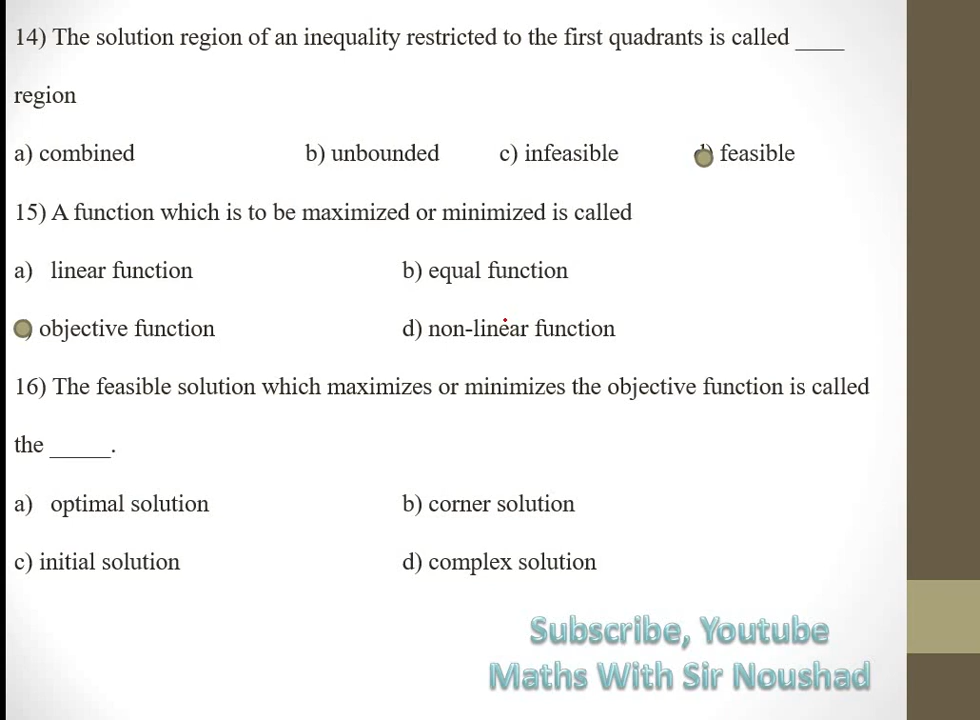 14) The solution region of an inequality restricted to the first quadrants is called ____
region
a) combined b) unbounded c) infeasible d) feasible
15) A function which is to be maximized or minimized is called
a) linear function b) equal function
objective function d) non-linear function
16) The feasible solution which maximizes or minimizes the objective function is called
the _____.
a) optimal solution b) corner solution
c) initial solution d) complex solution
Subscribe, Youtube
Maths With Sir Noushad